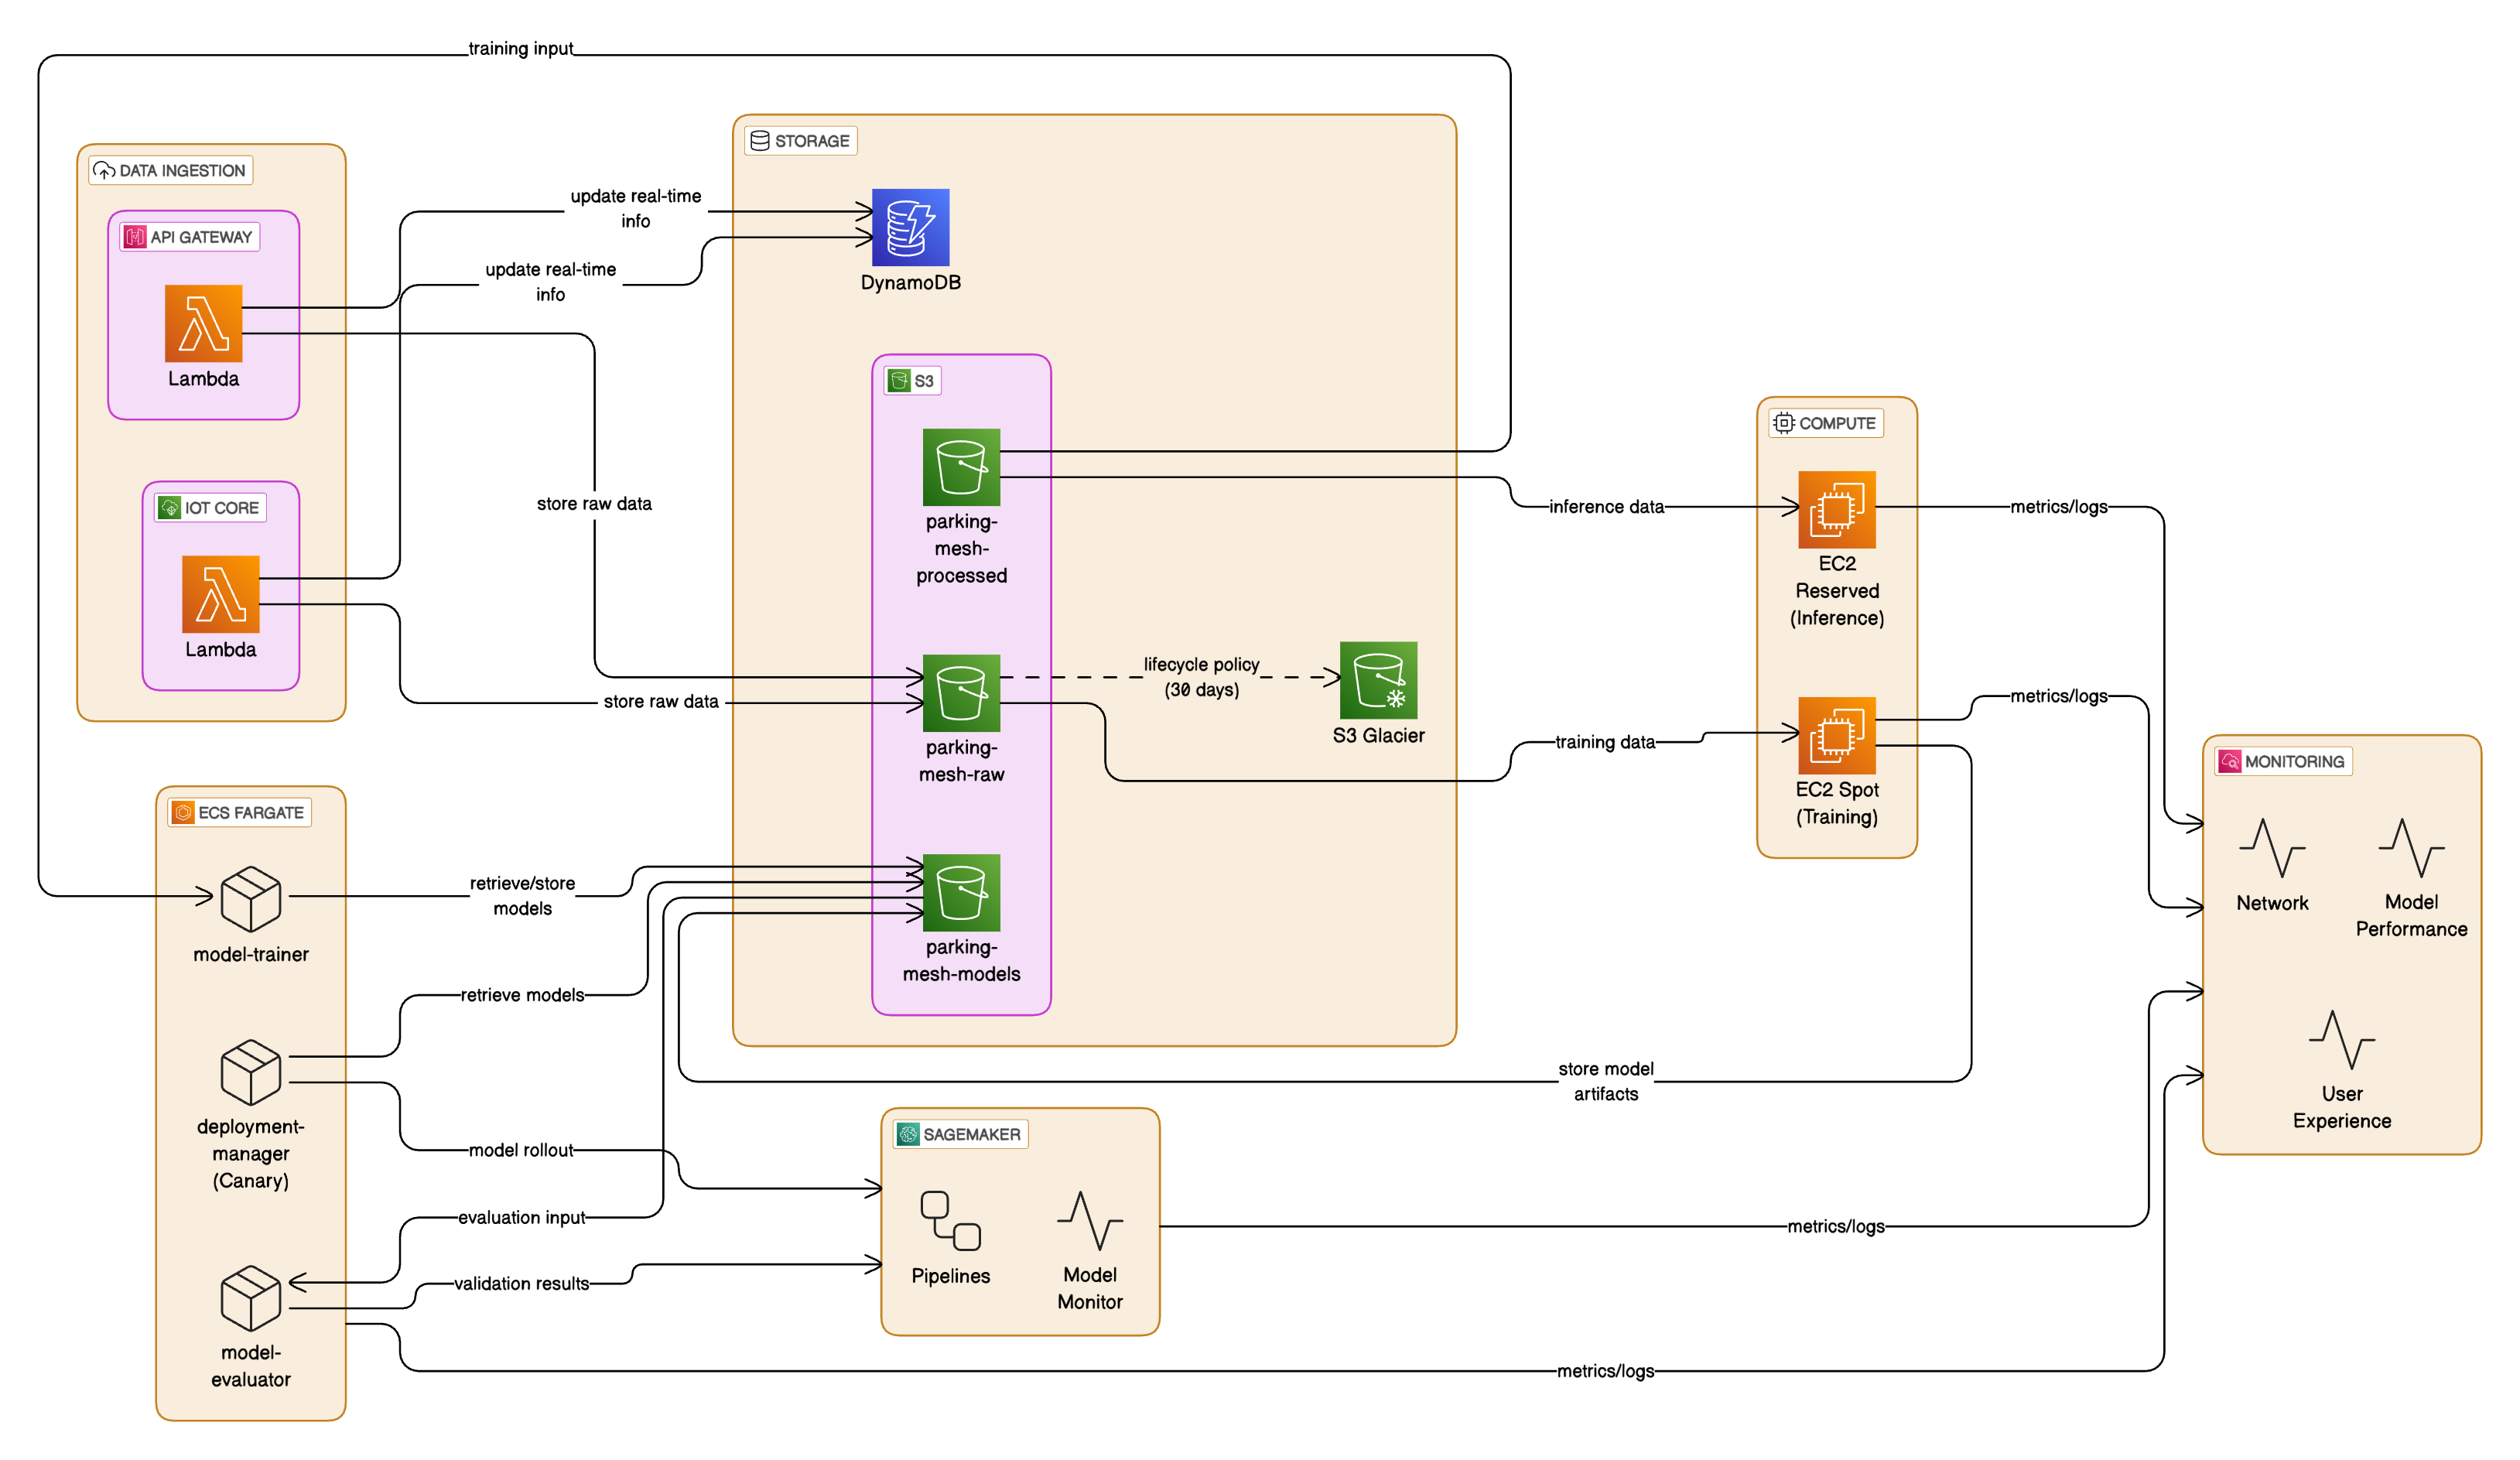 training input
STORAGE
DATA INGESTION
update real-time
info
API GATEWAY
update real-time
info
DynamoDB
Lambda
S3
COMPUTE
IOT CORE
store raw data
inference data
metrics/logs
parking-
mesh-
processed
EC2
Reserved
(Inference)
Lambda
lifecycle policy
(30 days)
store raw data
metrics/logs
S3 Glacier
training data
parking-
mesh-raw
EC2 Spot
(Training)
MONITORING
ECS FARGATE
retrieve/store
models
Network
Model
Performance
model-trainer
parking-
mesh-models
retrieve models
store model
artifacts
User
Experience
deployment-
manager
(Canary)
SAGEMAKER
model rollout
evaluation input
metrics/logs
validation results
Pipelines
Model
Monitor
model-
evaluator
metrics/logs